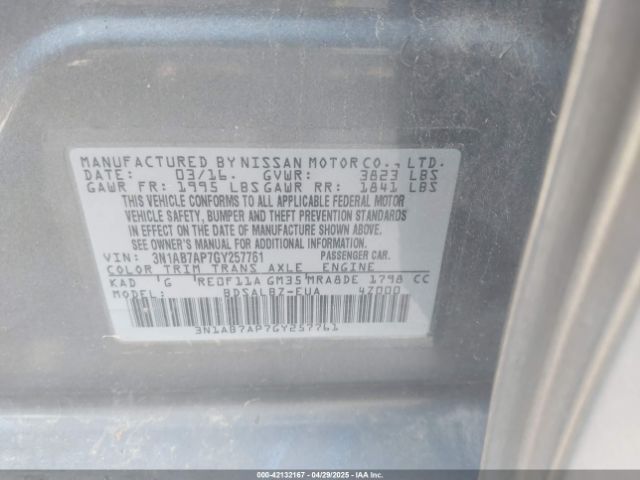 MANUFACTURED BY NISSAN MOTOR CO., LTD.
DATE: 03/16. GVWR: 3823 LBS
GAWR FR: 1995 LBS GAWR RR: 1841 LBS
THIS VEHICLE CONFORMS TO ALL APPLICABLE FEDERAL MOTOR
VEHICLE SAFETY, BUMPER AND THEFT PREVENTION STANDARDS
IN EFFECT ON THE DATE OF MANUFACTURE SHOWN ABOVE.
SEE OWNER'S MANUAL FOR ADDITIONAL INFORMATION.
VIN: 3N1AB7AP7GY257761 PASSENGER CAR.
COLOR TRIM TRANS AXLE ENGINE
KAD 'G 'RE0F11A GM35'MRA8DE 1798 CC
MODEL: BDSALBZ-EUA 4Z000
3N1AB7AP7GY257761
000-42132167 - 04/29/2025 - IAA Inc.